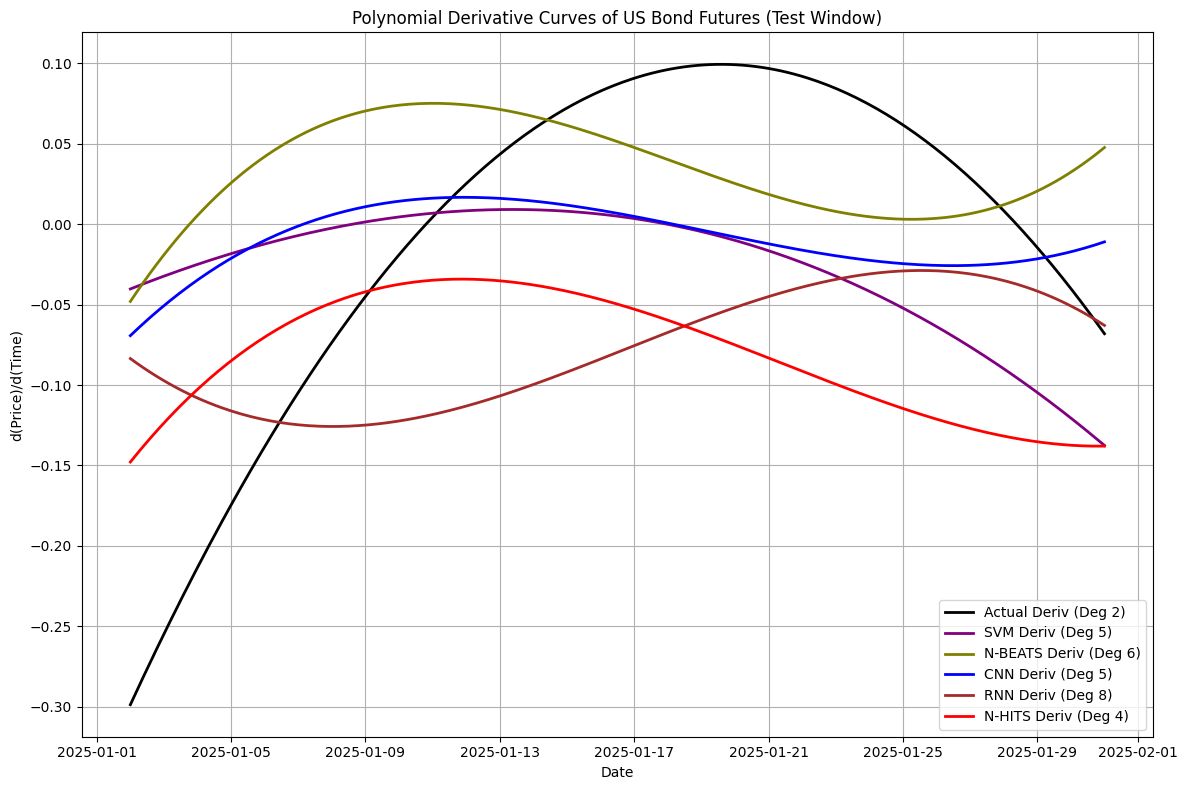 Polynomial Derivative Curves of US Bond Futures (Test Window)
d(Price)/d(Time)
0.10
0.05
0.00
−0.05
−0.10
−0.15
−0.20
−0.25
−0.30
Actual Deriv (Deg 2)
SVM Deriv (Deg 5)
N-BEATS Deriv (Deg 6)
CNN Deriv (Deg 5)
RNN Deriv (Deg 8)
N-HITS Deriv (Deg 4)
2025-01-01 2025-01-05 2025-01-09 2025-01-13 2025-01-17 2025-01-21 2025-01-25 2025-01-29 2025-02-01
Date